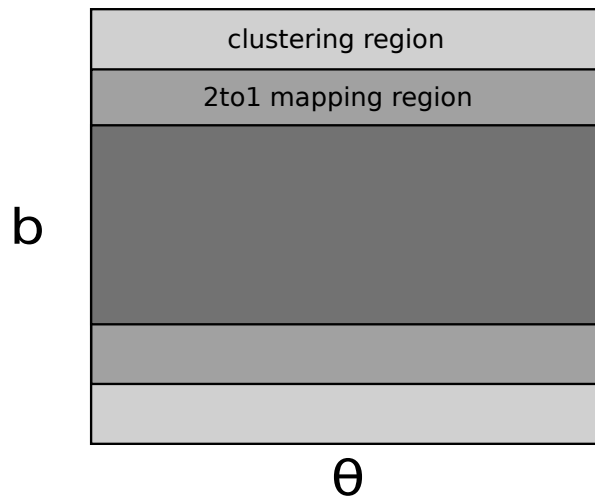 clustering region
2to1 mapping region
b
θ